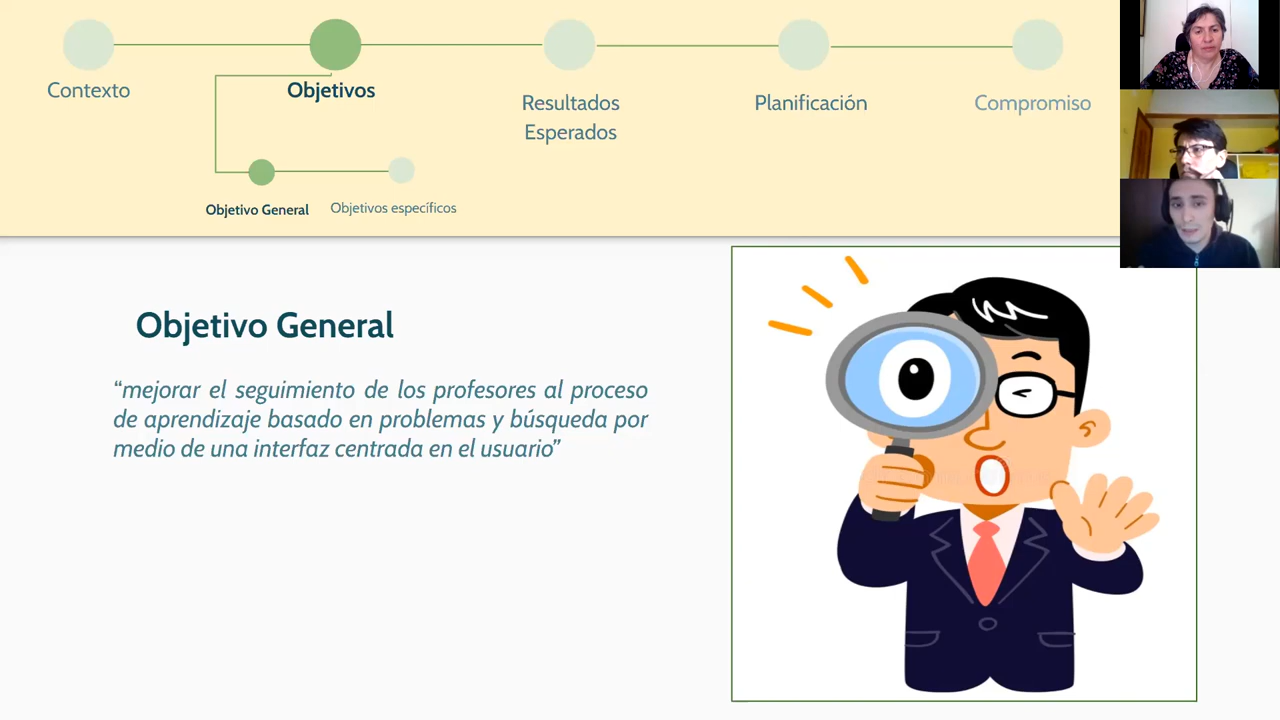 Contexto
Objetivos
Resultados
Esperados
Planificación
Compromiso
Objetivo General
Objetivos específicos
Objetivo General
“mejorar el seguimiento de los profesores al proceso
de aprendizaje basado en problemas y búsqueda por
medio de una interfaz centrada en el usuario”